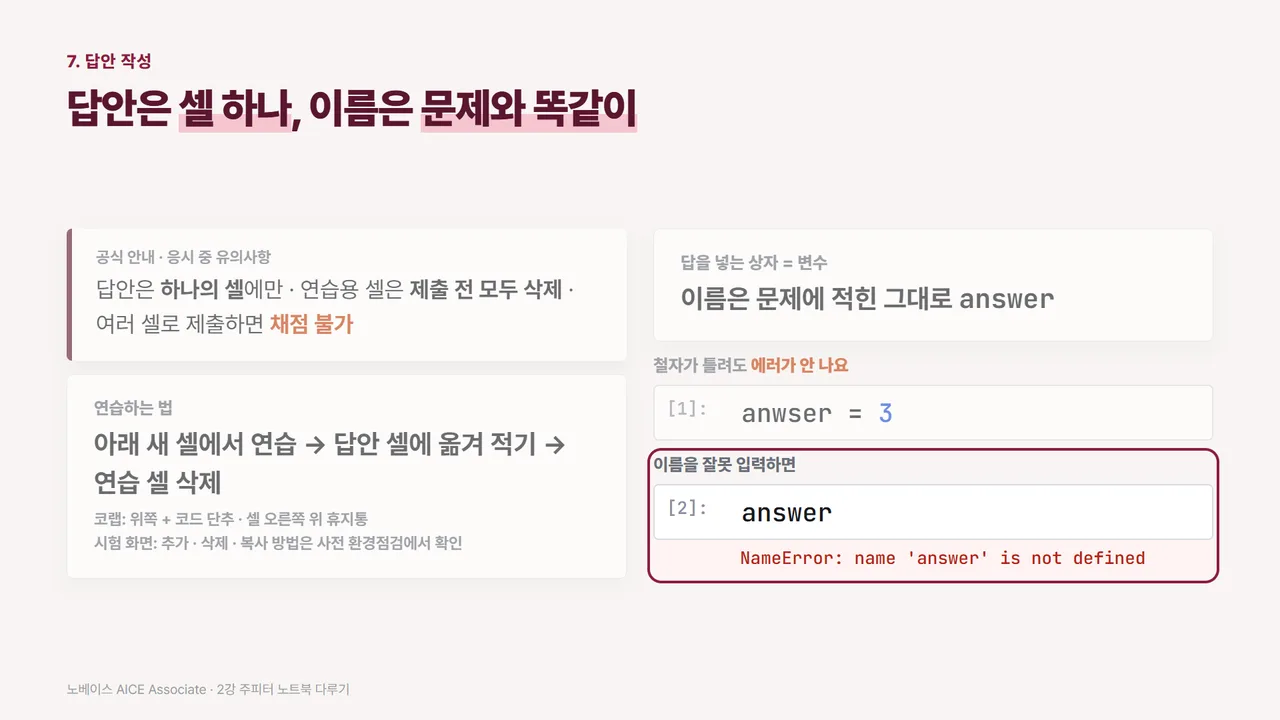 7. 답안 작성
답안은 셀 하나, 이름은 문제와 똑같이
공식 안내 · 응시 중 유의사항
답안은 하나의 셀에만 · 연습용 셀은 제출 전 모두 삭제 ·
여러 셀로 제출하면 채점 불가
연습하는 법
아래 새 셀에서 연습 → 답안 셀에 옮겨 적기 →
연습 셀 삭제
코랩: 위쪽 + 코드 단추 · 셀 오른쪽 위 휴지통
시험 화면: 추가 · 삭제 · 복사 방법은 사전 환경점검에서 확인
답을 넣는 상자 = 변수
이름은 문제에 적힌 그대로 answer
철자가 틀려도 에러가 안 나요
[1]: anwser = 3
이름을 잘못 입력하면
[2]: answer
NameError: name 'answer' is not defined
노베이스 AICE Associate · 2강 주피터 노트북 다루기